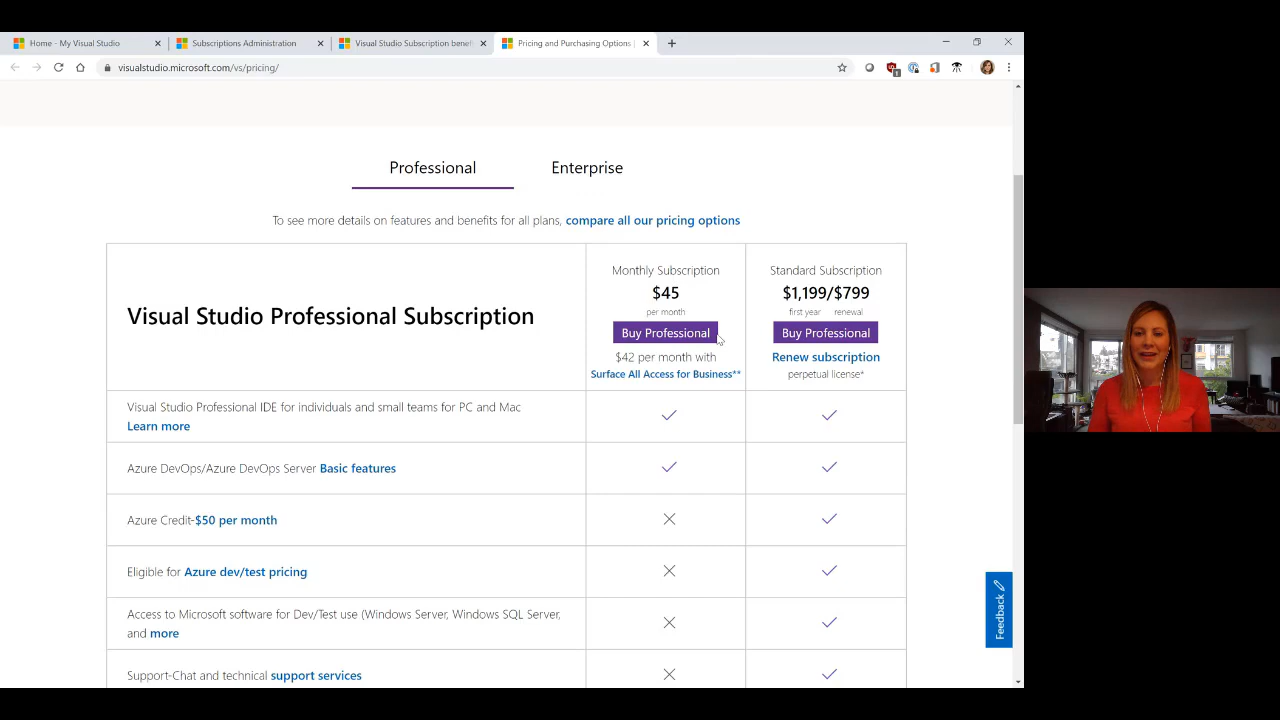 Home - My Visual Studio
Subscriptions Administration
Visual Studio Subscription benef
Pricing and Purchasing Options |
visualstudio.microsoft.com/vs/pricing/
1
Professional
Enterprise
To see more details on features and benefits for all plans, compare all our pricing options
Visual Studio Professional Subscription
Monthly Subscription
$45
per month
Buy Professional
$42 per month with
Surface All Access for Business**
Standard Subscription
$1,199/$799
first year renewal
Buy Professional
Renew subscription
perpetual license*
Visual Studio Professional IDE for individuals and small teams for PC and Mac
Learn more
Azure DevOps/Azure DevOps Server Basic features
Azure Credit-$50 per month
Eligible for Azure dev/test pricing
Access to Microsoft software for Dev/Test use (Windows Server, Windows SQL Server,
and more
Support-Chat and technical support services
Feedback